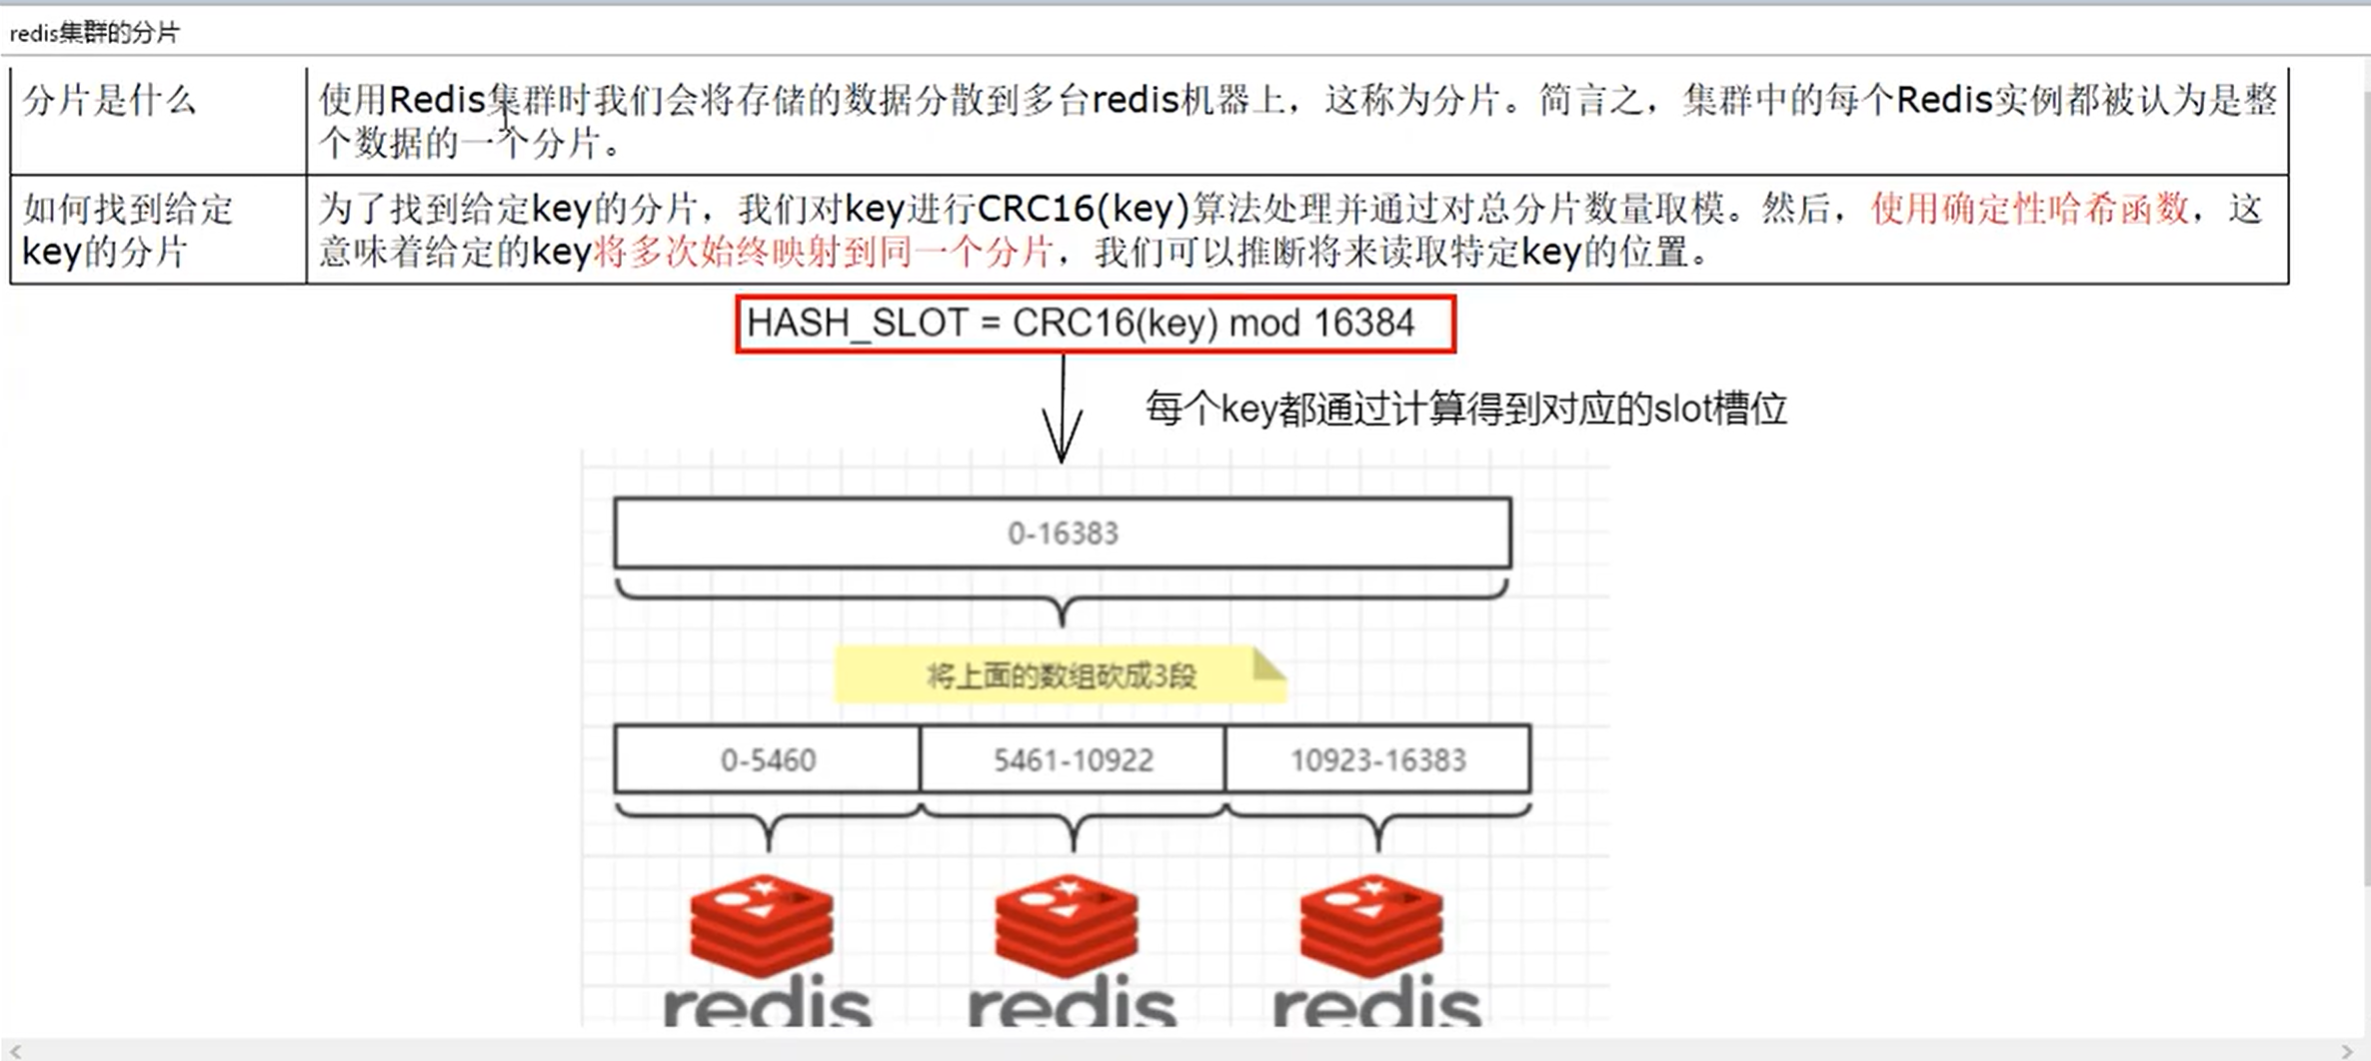 redis集群的分片
分片是什么
使用Redis集群时我们会将存储的数据分散到多台redis机器上，这称为分片。简言之，集群中的每个Redis实例都被认为是整
个数据的一个分片。
如何找到给定
key的分片
为了找到给定key的分片，我们对key进行CRC16(key)算法处理并通过对总分片数量取模。然后，使用确定性哈希函数，这
意味着给定的key将多次始终映射到同一个分片，我们可以推断将来读取特定key的位置。
HASH_SLOT = CRC16(key) mod 16384
每个key都通过计算得到对应的slot槽位
0-16383
将上面的数组砍成3段
0-5460
5461-10922
10923-16383
redis
redis
redis